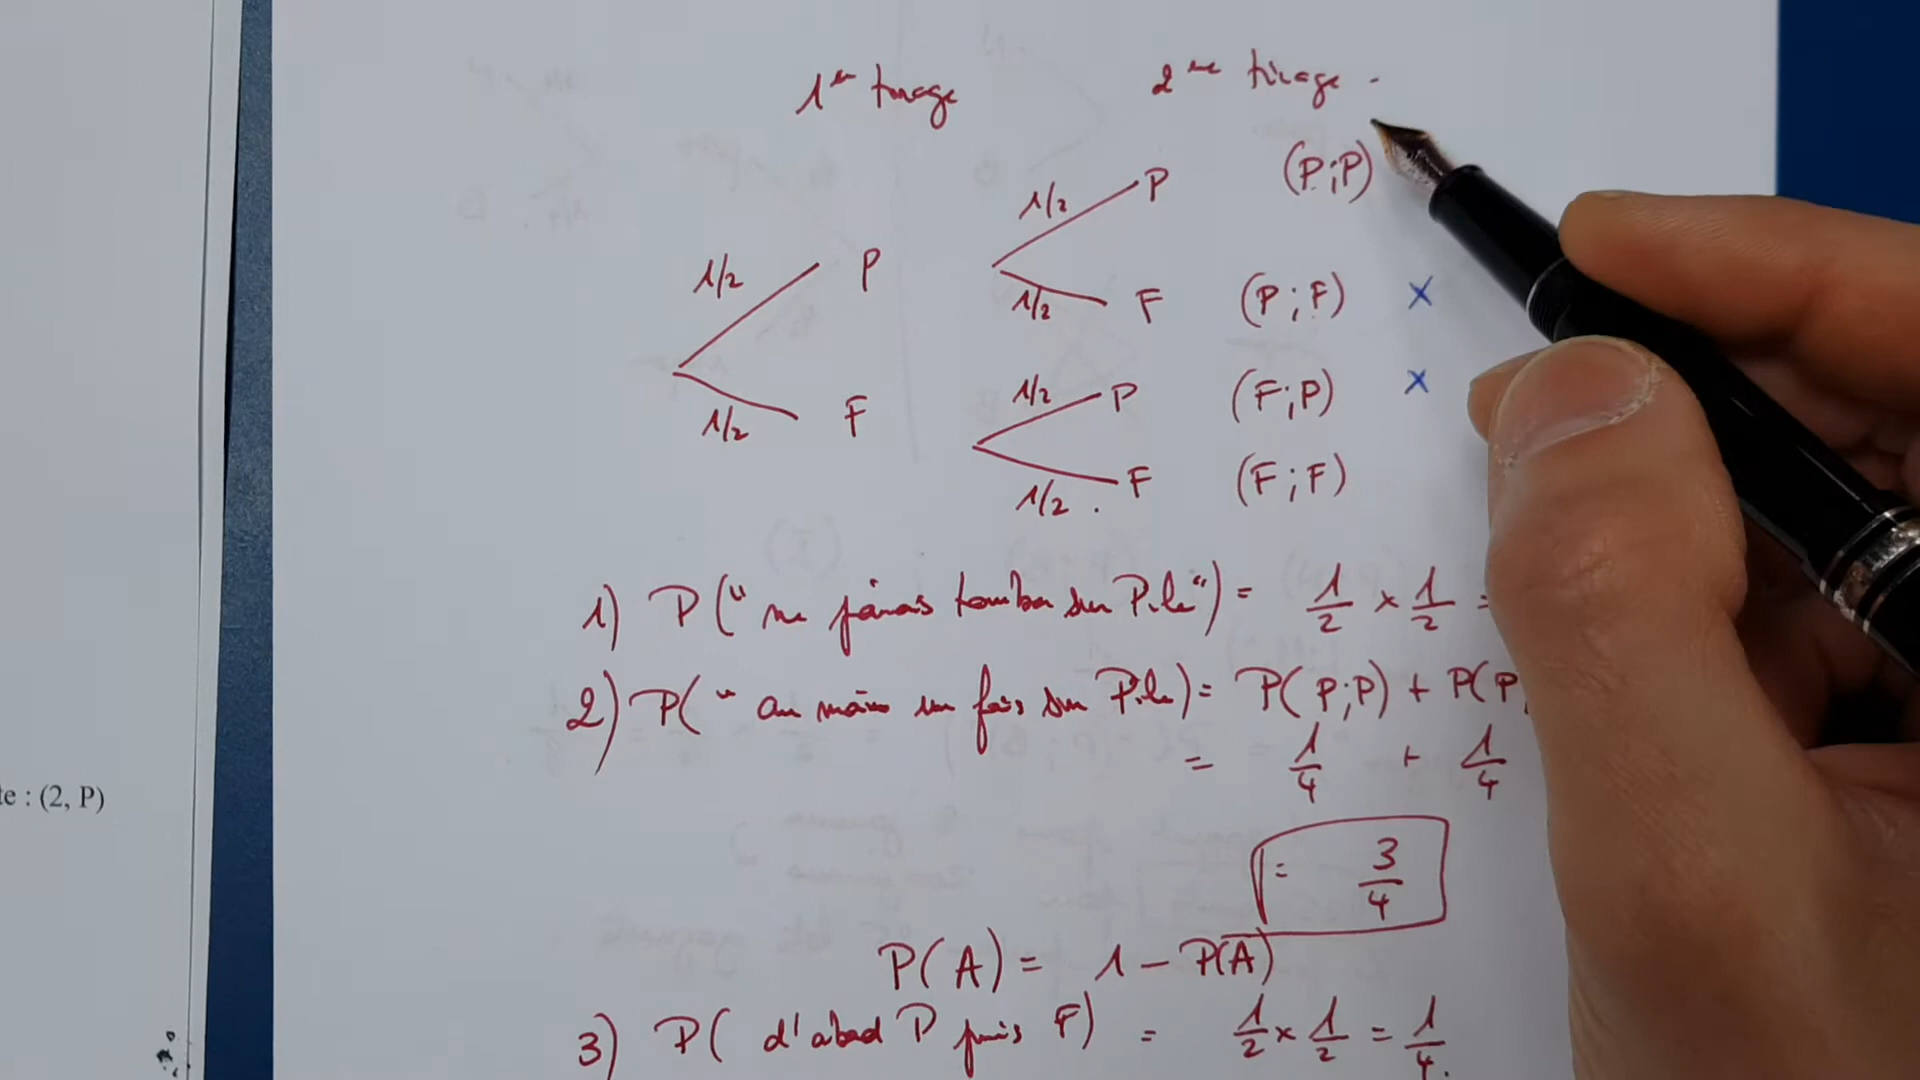 1er tirage 2ème tirage
1/2 P (P;P)
1/2 P
1/2 F (P;F) ×
1/2 P (F;P) ×
1/2 F
1/2 F (F;F)
1) P(" ne jamais tomber sur Pile") = 1/2 × 1/2 =
2) P(" au moins une fois sur Pile) = P(P;P) + P(P
= 1/4 + 1/4
= 3/4
P(A) = 1 - P(A)
3) P( d'abord P puis F) = 1/2 × 1/2 = 1/4.
te : (2, P)